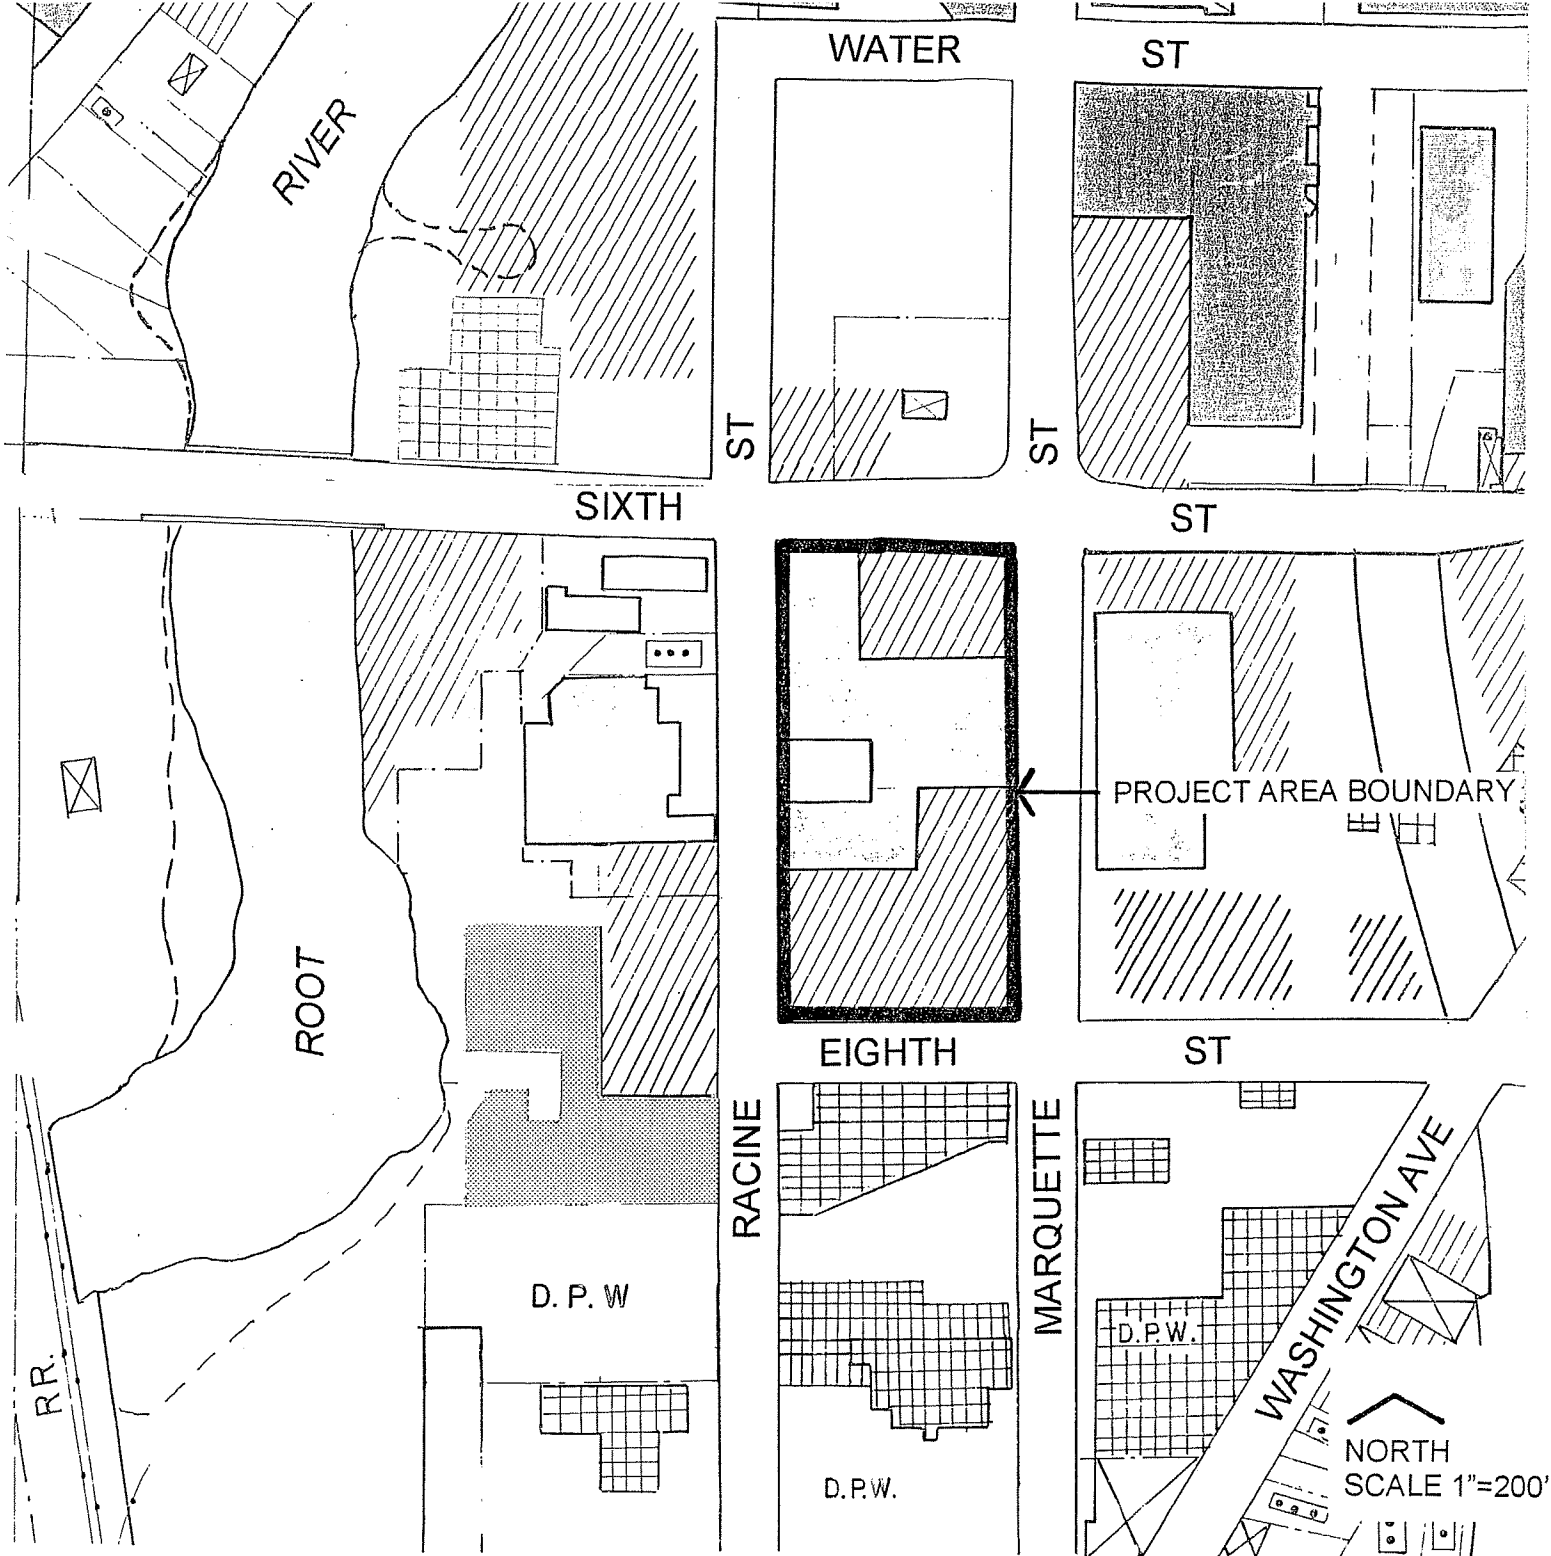 WATER ST
RIVER
ST
ST
SIXTH ST
PROJECT AREA BOUNDARY
ROOT
EIGHTH ST
RACINE
MARQUETTE
WASHINGTON AVE
D.P.W
D.P.W.
RR.
NORTH
SCALE 1"=200'
D.P.W.